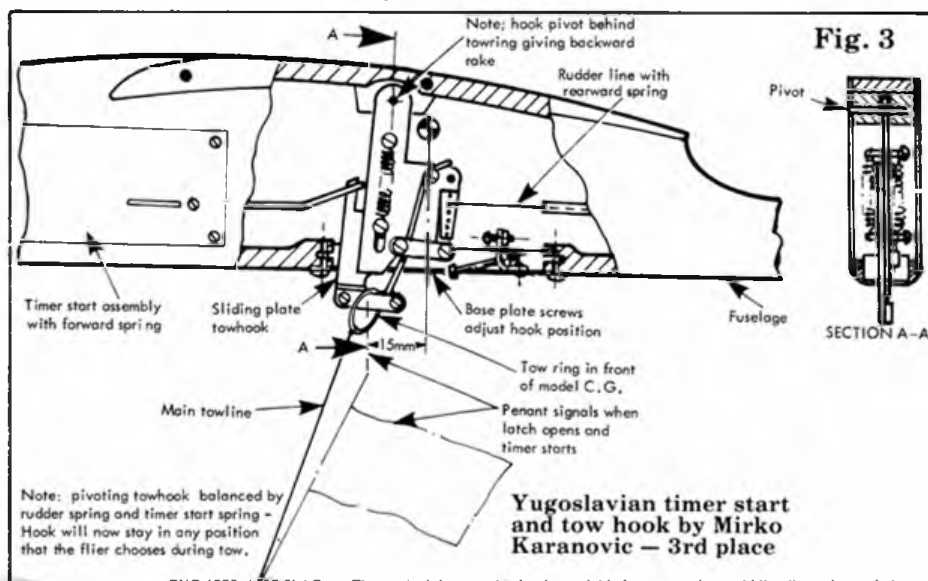 Fig. 3
A
Note; hook pivot behind
towring giving backward
rake
Rudder line with
rearward spring
Pivot
Timer start assembly
with forward spring
Sliding plate
towhook
Base plate screws
adjust hook position
Fuselage
SECTION A-A
A
15mm
Tow ring in front
of model C.G.
Main towline
Penant signals when
latch opens and
timer starts
Note: pivoting towhook balanced by
rudder spring and timer start spring -
Hook will now stay in any position
that the flier chooses during tow.
Yugoslavian timer start
and tow hook by Mirko
Karanovic — 3rd place